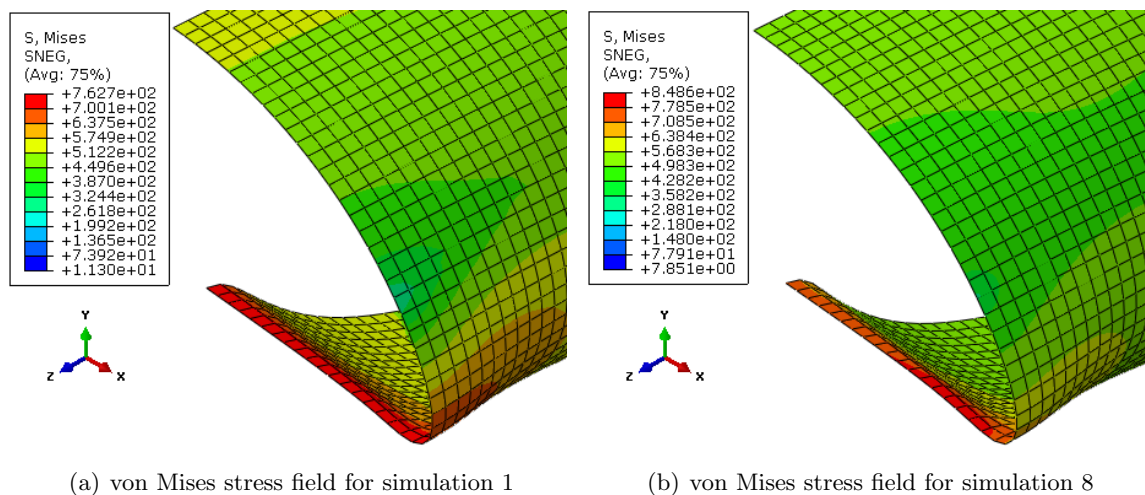 S, Mises
SNEG,
(Avg: 75%)
+7.627e+02
+7.001e+02
+6.375e+02
+5.749e+02
+5.122e+02
+4.496e+02
+3.870e+02
+3.244e+02
+2.618e+02
+1.992e+02
+1.365e+02
+7.392e+01
+1.130e+01
Y
Z X
(a) von Mises stress field for simulation 1
S, Mises
SNEG,
(Avg: 75%)
+8.486e+02
+7.785e+02
+7.085e+02
+6.384e+02
+5.683e+02
+4.983e+02
+4.282e+02
+3.582e+02
+2.881e+02
+2.180e+02
+1.480e+02
+7.791e+01
+7.851e+00
Y
Z X
(b) von Mises stress field for simulation 8